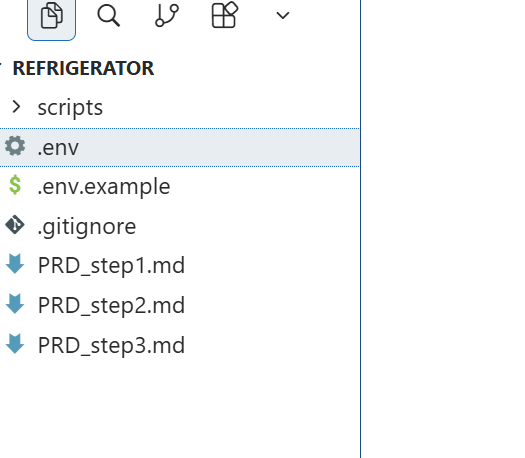 REFRIGERATOR
scripts
.env
.env.example
.gitignore
PRD_step1.md
PRD_step2.md
PRD_step3.md